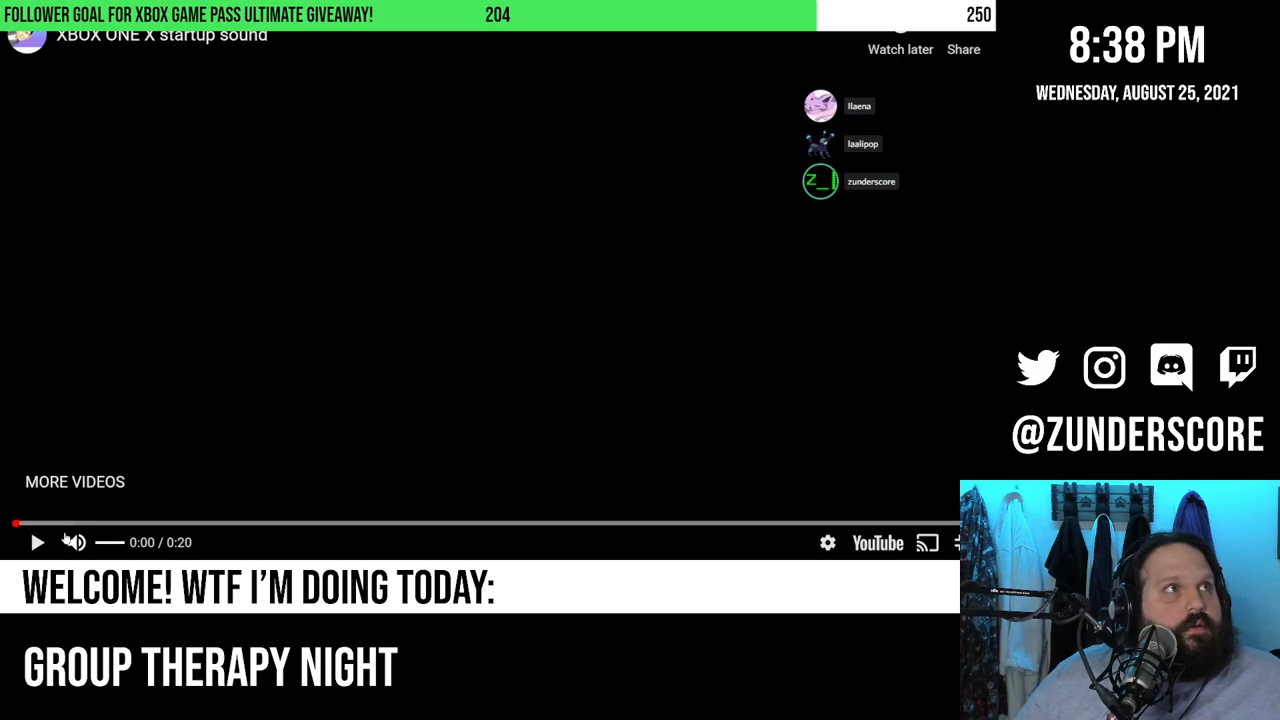 FOLLOWER GOAL FOR XBOX GAME PASS ULTIMATE GIVEAWAY! 204 250
XBOX ONE X startup sound
Watch later Share
8:38 PM
WEDNESDAY, AUGUST 25, 2021
llaena
laalipop
Z_
zunderscore
@ZUNDERSCORE
MORE VIDEOS
0:00 / 0:20
YouTube
WELCOME! WTF I'M DOING TODAY:
GROUP THERAPY NIGHT